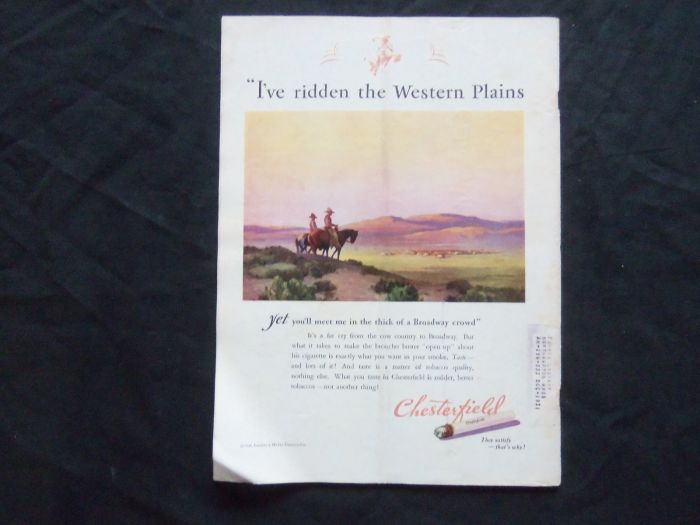 “I've ridden the Western Plains
yet you'll meet me in the thick of a Broadway crowd”
It's a far cry from the cow country to Broadway. But
what it takes to make the broncho buster "open up" about
his cigarette is exactly what you want in your smoke. Taste—
and lots of it! And taste is a matter of tobacco quality,
nothing else. What you taste in Chesterfield is milder, better
tobaccos—not another thing!
Chesterfield
They satisfy
—that's why!